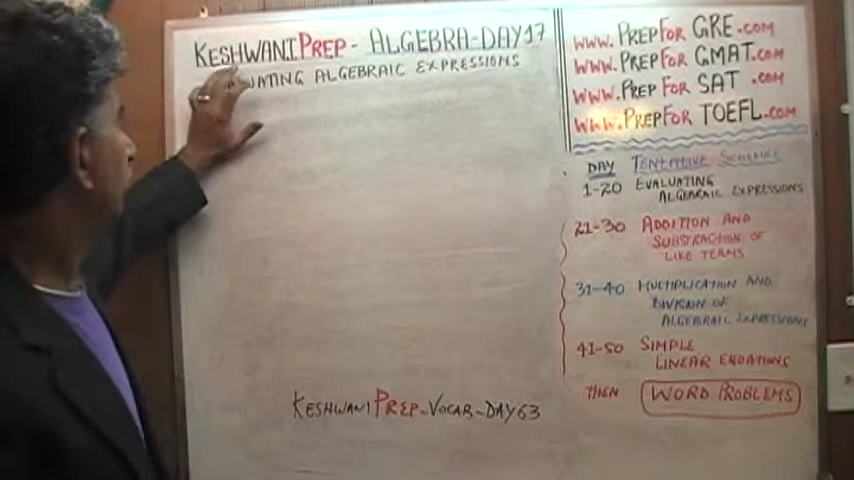 KESHWANIPREP - ALGEBRA-DAY17
UATING ALGEBRAIC EXPRESSIONS
KESHWANIPREP-VOCAB-DAY63
WWW.PREPFOR GRE.COM
WWW.PREPFOR GMAT.COM
WWW.PREP FOR SAT .COM
WWW.PREPFOR TOEFL.COM
DAY TENTATIVE SCHEDULE
1-20 EVALUATING
ALGEBRAIC EXPRESSIONS
21-30 ADDITION AND
SUBSTRACTION OF
LIKE TERMS
31-40 MULTIPLICATION AND
DIVISION OF
ALGEBRAIC EXPRESSIONS
41-50 SIMPLE
LINEAR EQUATIONS
THEN WORD PROBLEMS